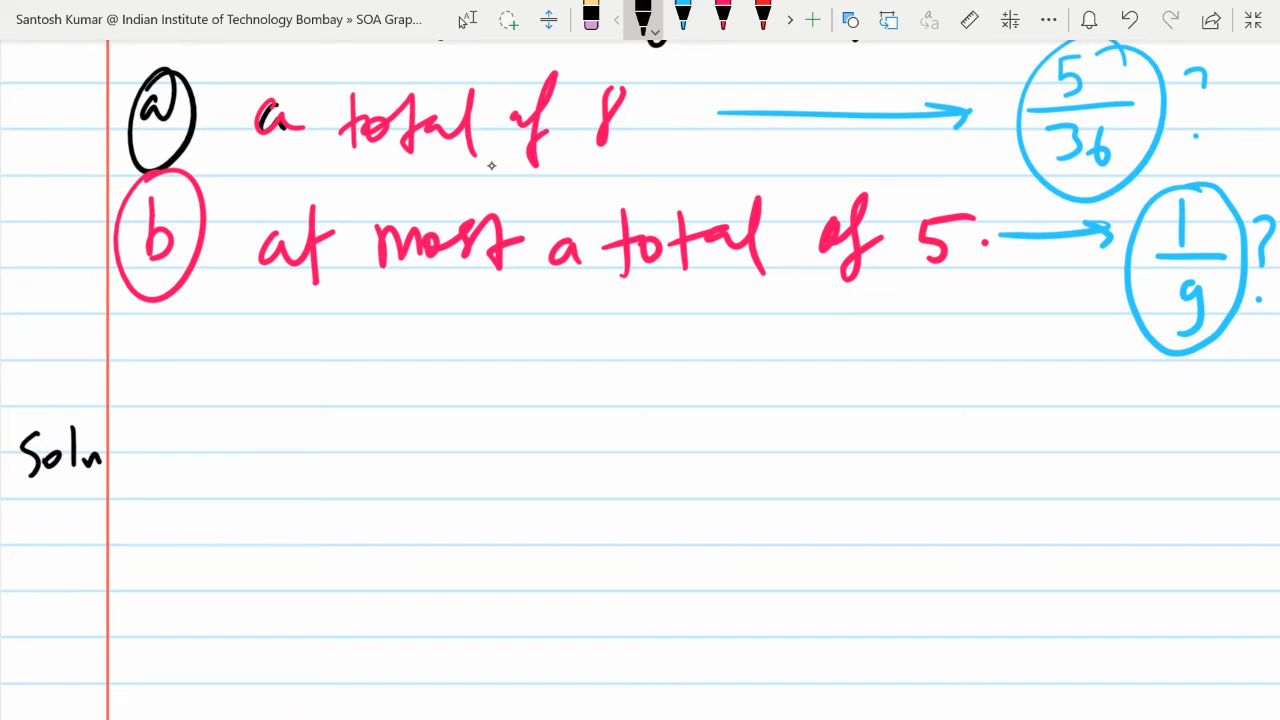 Santosh Kumar @ Indian Institute of Technology Bombay » SOA Grap...
a a total of 8 → 5/36 ?
b at most a total of 5. → 1/9 ?
Soln